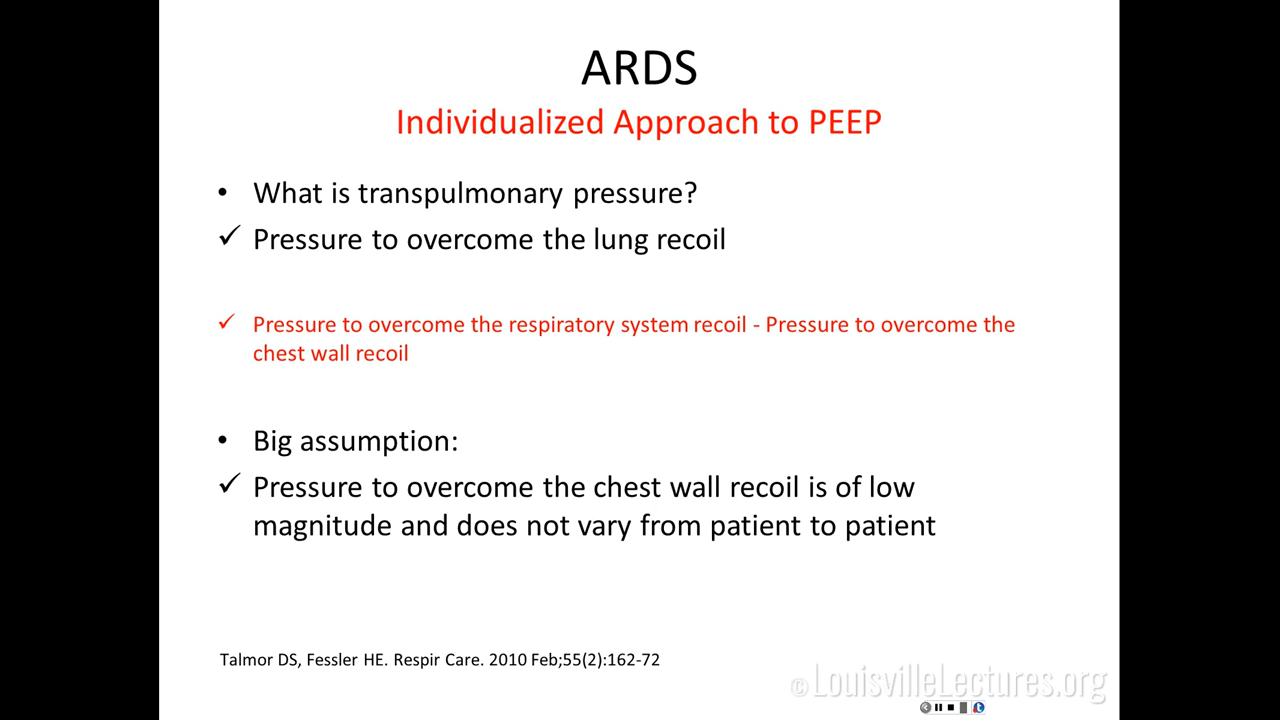 ARDS
Individualized Approach to PEEP
• What is transpulmonary pressure?
✓ Pressure to overcome the lung recoil
✓ Pressure to overcome the respiratory system recoil - Pressure to overcome the
chest wall recoil
• Big assumption:
✓ Pressure to overcome the chest wall recoil is of low
magnitude and does not vary from patient to patient
Talmor DS, Fessler HE. Respir Care. 2010 Feb;55(2):162-72
©LouisvilleLectures.org